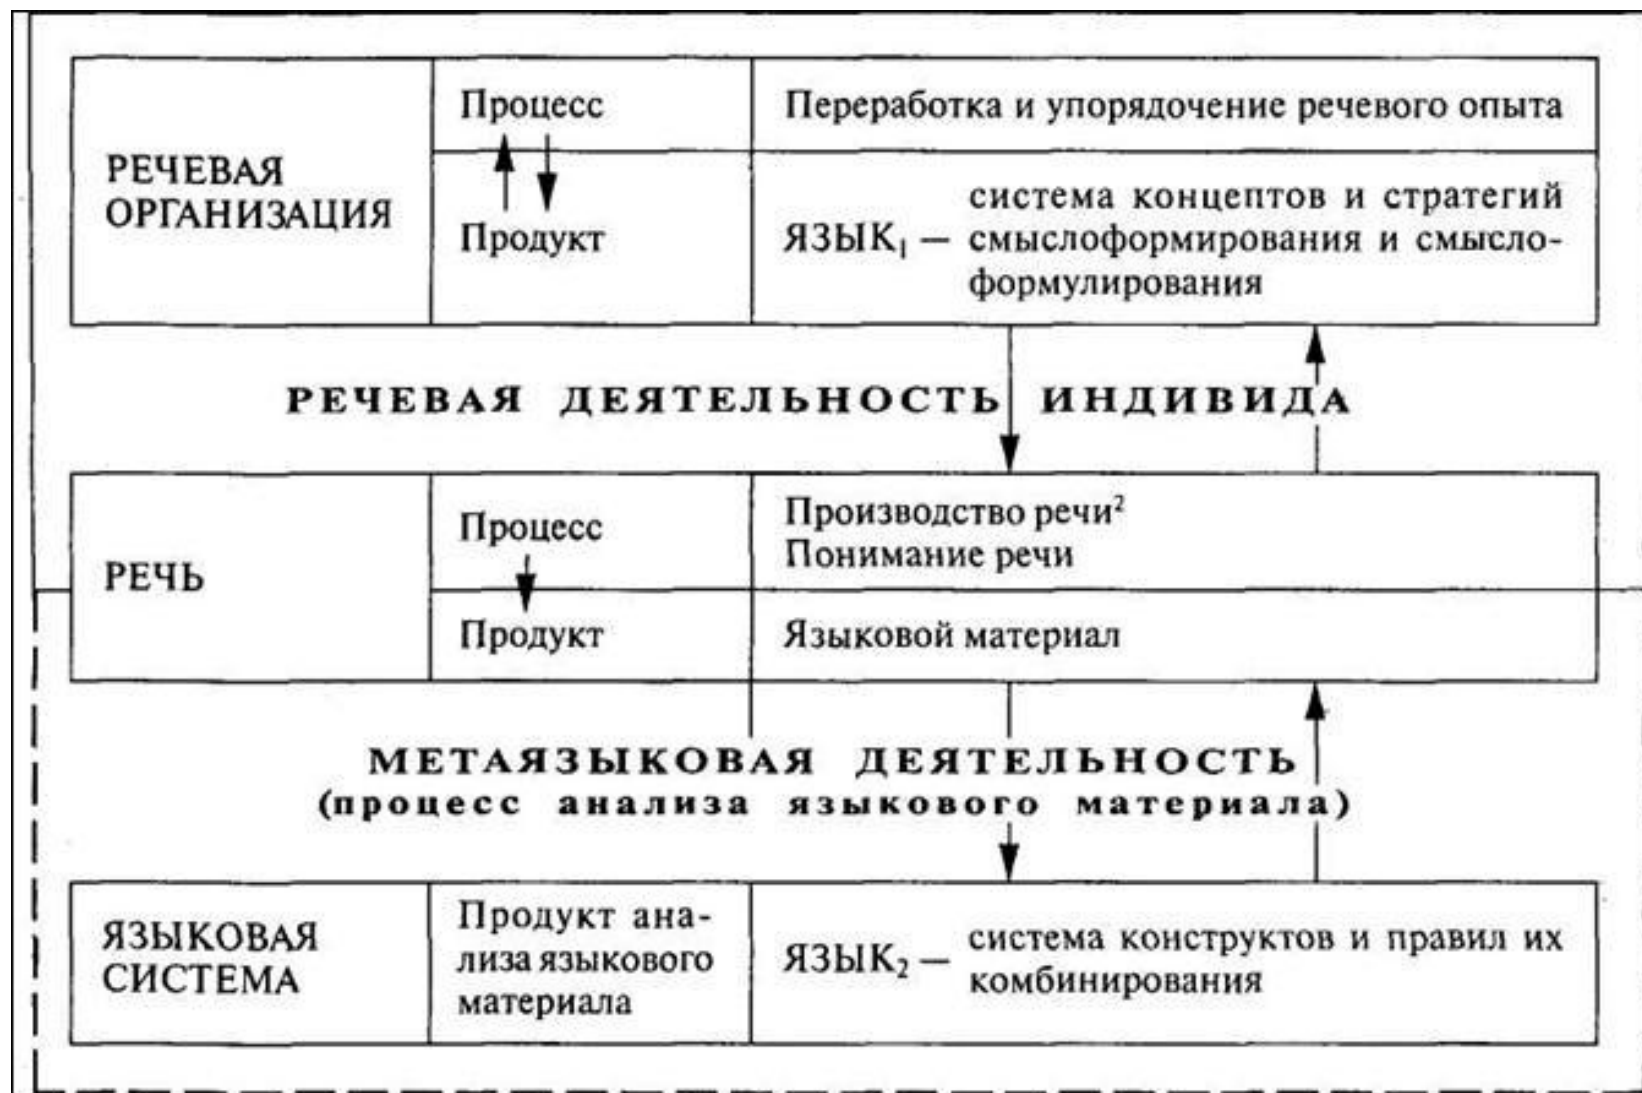 Процесс
Переработка и упорядочение речевого опыта
РЕЧЕВАЯ
ОРГАНИЗАЦИЯ
Продукт
ЯЗЫК₁ —
система концептов и стратегий
смыслоформирования и смысло-
формулирования
РЕЧЕВАЯ ДЕЯТЕЛЬНОСТЬ ИНДИВИДА
РЕЧЬ
Процесс
Производство речи²
Понимание речи
Продукт
Языковой материал
МЕТАЯЗЫКОВАЯ ДЕЯТЕЛЬНОСТЬ
(процесс анализа языкового материала)
ЯЗЫКОВАЯ
СИСТЕМА
Продукт ана-
лиза языкового
материала
ЯЗЫК₂ —
система конструктов и правил их
комбинирования